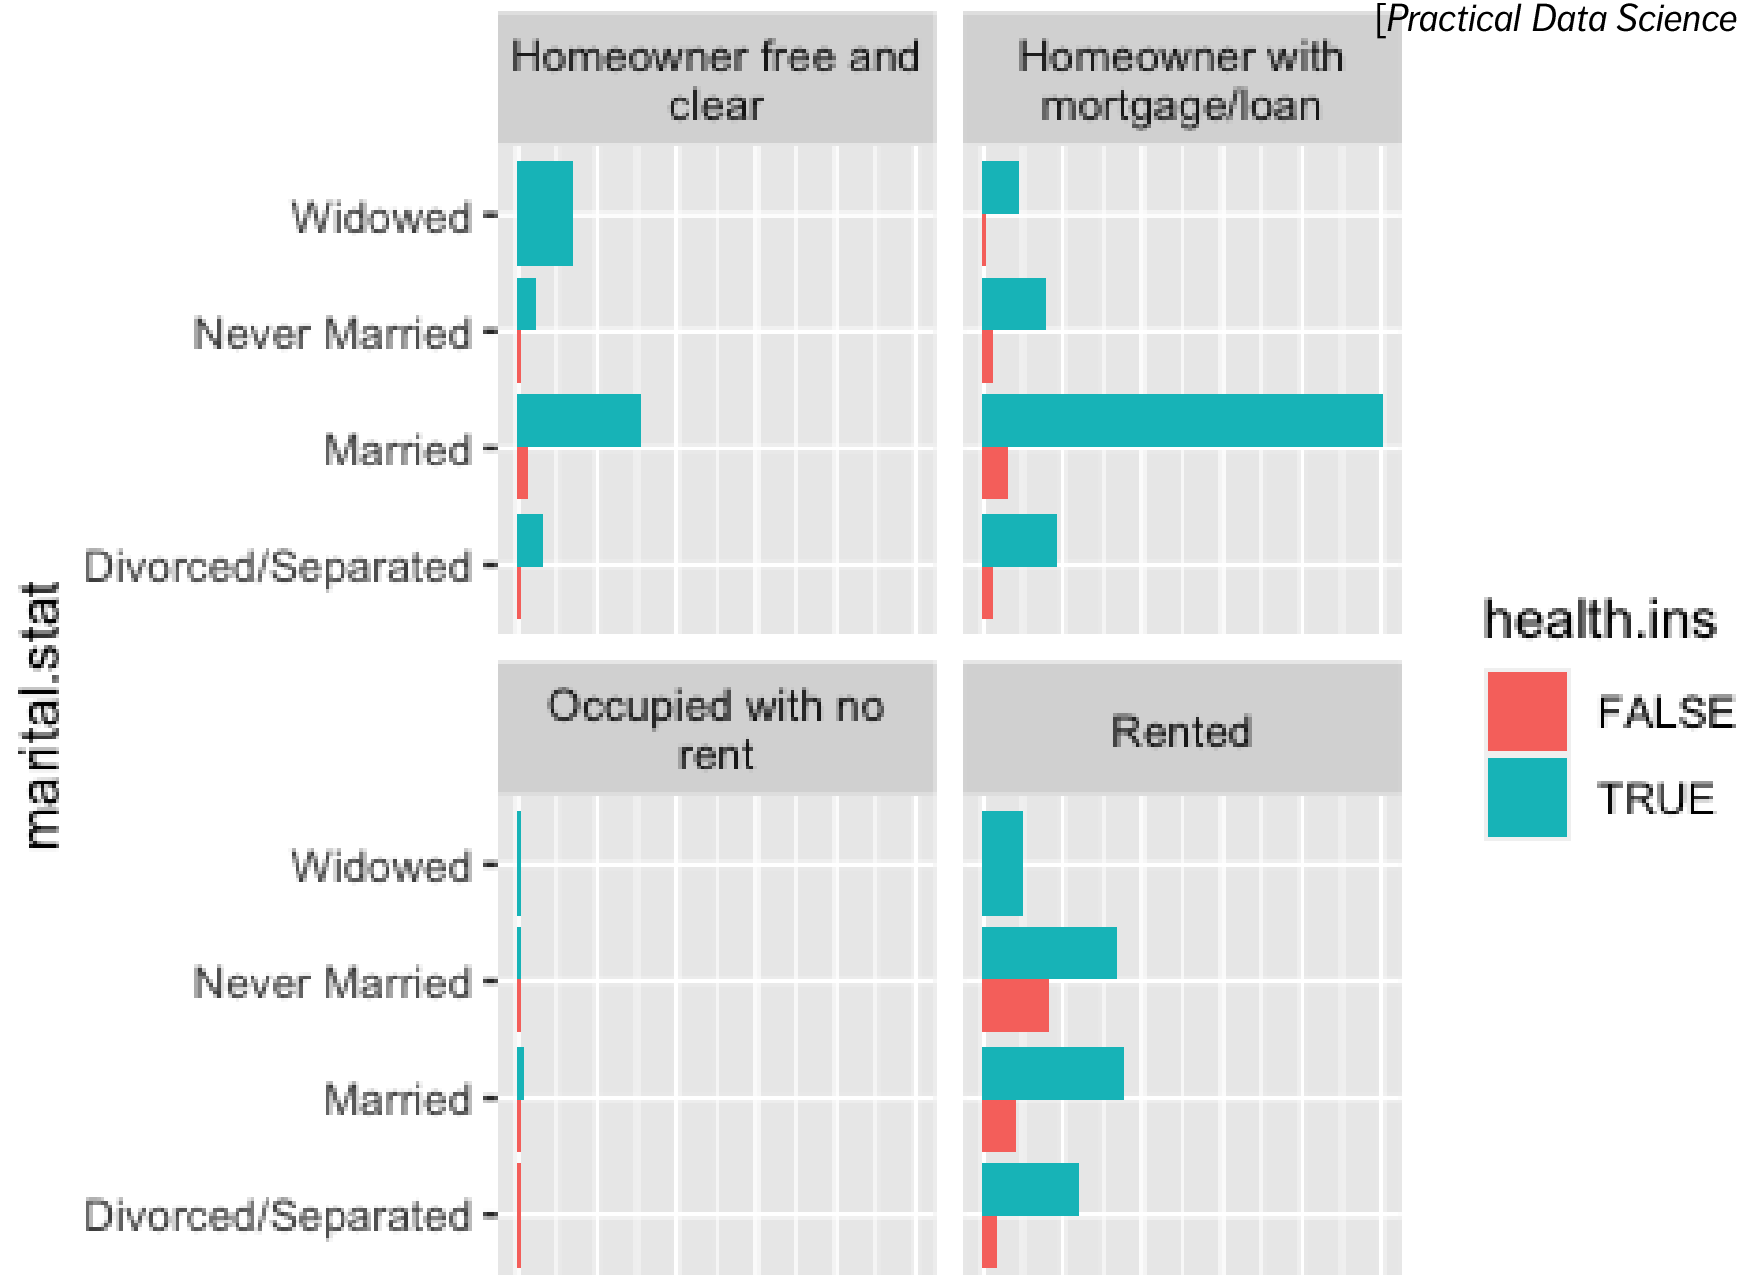 [Practical Data Science
Homeowner free and
clear
Homeowner with
mortgage/loan
Widowed
Never Married
Married
Divorced/Separated
marital.stat
health.ins
FALSE
TRUE
Occupied with no
rent
Rented
Widowed
Never Married
Married
Divorced/Separated